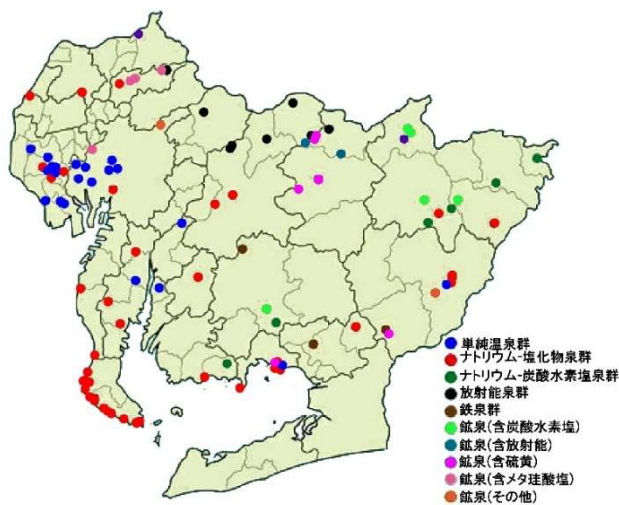 単純温泉群
ナトリウム-塩化物泉群
ナトリウム-炭酸水素塩泉群
放射能泉群
鉄泉群
鉱泉(含炭酸水素塩)
鉱泉(含放射能)
鉱泉(含硫黄)
鉱泉(含メタ珪酸塩)
鉱泉(その他)